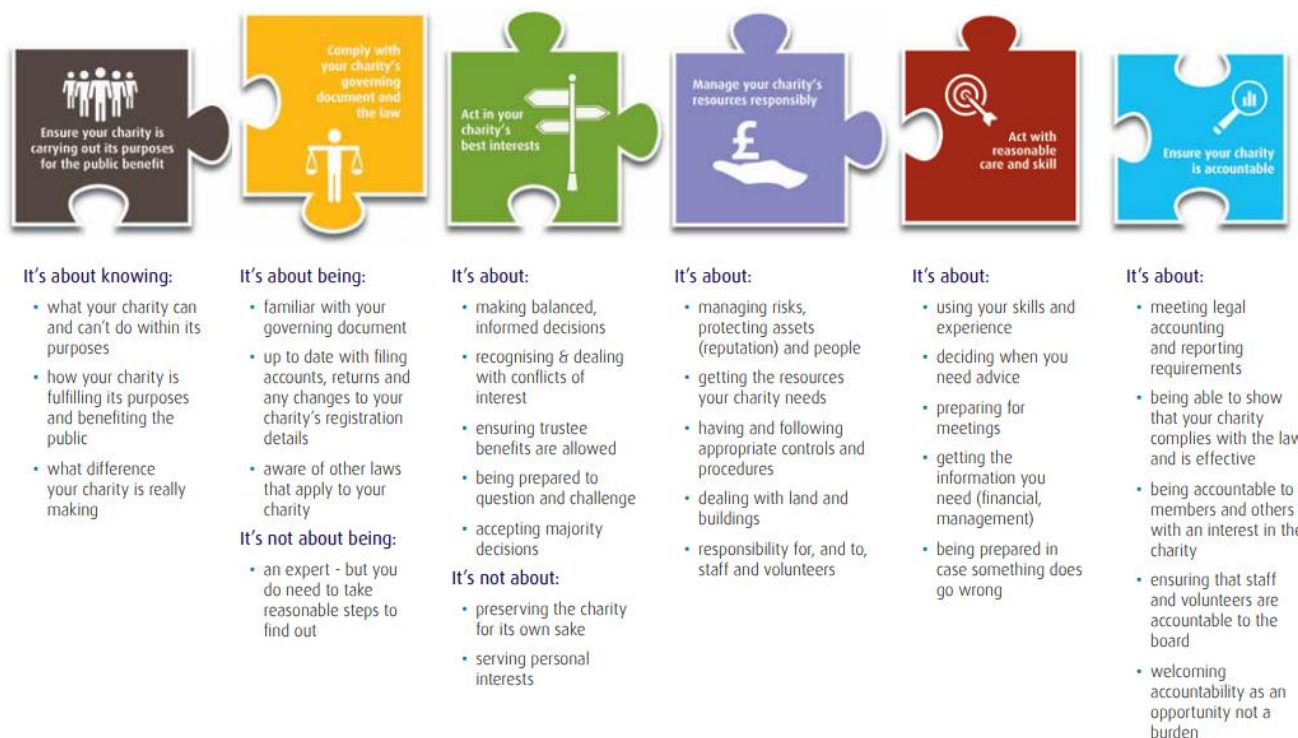 Ensure your charity is
carrying out its purposes
for the public benefit
Comply with
your charity's
governing
document and
the law
Act in your
charity's
best interests
Manage your charity's
resources responsibly
£
Act with
reasonable
care and skill
Ensure your charity
is accountable
It's about knowing:
• what your charity can
and can't do within its
purposes
• how your charity is
fulfilling its purposes
and benefiting the
public
• what difference
your charity is really
making
It's about being:
• familiar with your
governing document
• up to date with filing
accounts, returns and
any changes to your
charity's registration
details
• aware of other laws
that apply to your
charity
It's not about being:
• an expert - but you
do need to take
reasonable steps to
find out
It's about:
• making balanced,
informed decisions
• recognising & dealing
with conflicts of
interest
• ensuring trustee
benefits are allowed
• being prepared to
question and challenge
• accepting majority
decisions
It's not about:
• preserving the charity
for its own sake
• serving personal
interests
It's about:
• managing risks,
protecting assets
(reputation) and people
• getting the resources
your charity needs
• having and following
appropriate controls and
procedures
• dealing with land and
buildings
• responsibility for, and to,
staff and volunteers
It's about:
• using your skills and
experience
• deciding when you
need advice
• preparing for
meetings
• getting the
information you
need (financial,
management)
• being prepared in
case something does
go wrong
It's about:
• meeting legal
accounting
and reporting
requirements
• being able to show
that your charity
complies with the law
and is effective
• being accountable to
members and others
with an interest in the
charity
• ensuring that staff
and volunteers are
accountable to the
board
• welcoming
accountability as an
opportunity not a
burden